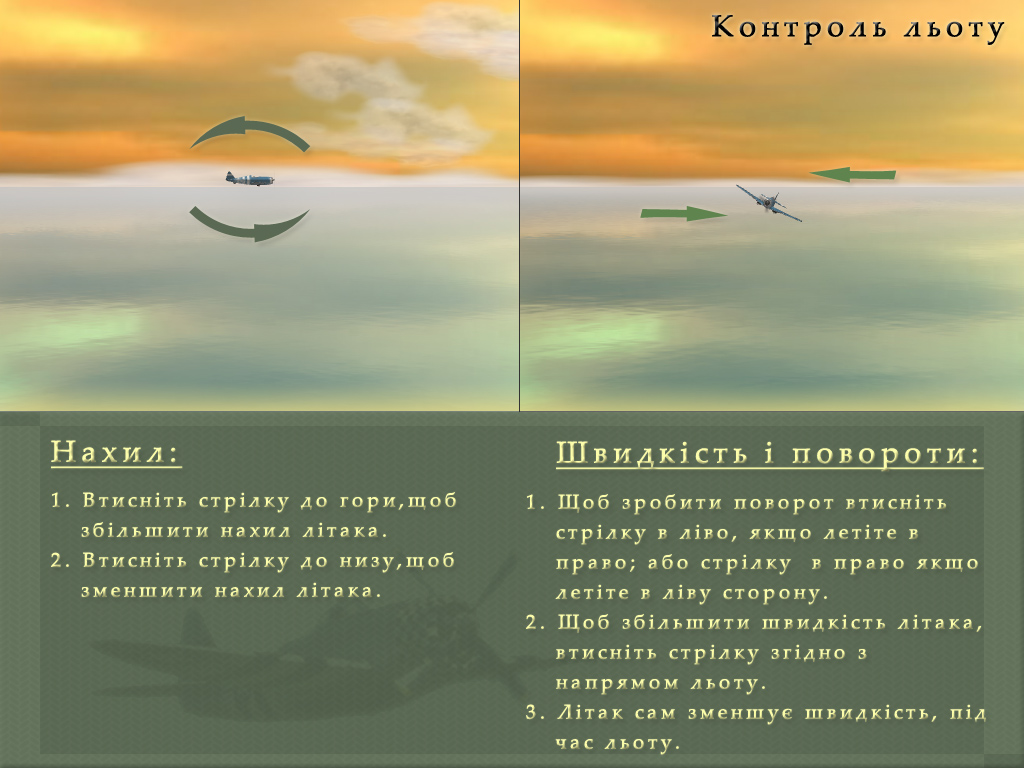 Контроль льоту
Нахил:
1. Втисніть стрілку до гори,щоб
збільшити нахил літака.
2. Втисніть стрілку до низу,щоб
зменшити нахил літака.
Швидкість і повороти:
1. Щоб зробити поворот втисніть
стрілку в ліво, якщо летіте в
право; або стрілку в право якщо
летіте в ліву сторону.
2. Щоб збільшити швидкість літака,
втисніть стрілку згідно з
напрямом льоту.
3. Літак сам зменшує швидкість, під
час льоту.